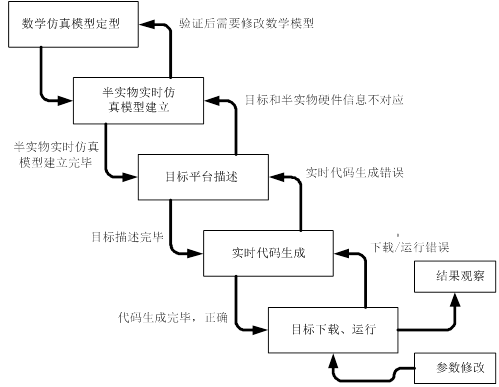 数学仿真模型定型
验证后需要修改数学模型
半实物实时仿
真模型建立
目标和半实物硬件信息不对应
半实物实时仿真
模型建立完毕
目标平台描述
实时代码生成错误
目标描述完毕
实时代码生成
下载/运行错误
结果观察
代码生成完毕，正确
目标下载、运行
参数修改